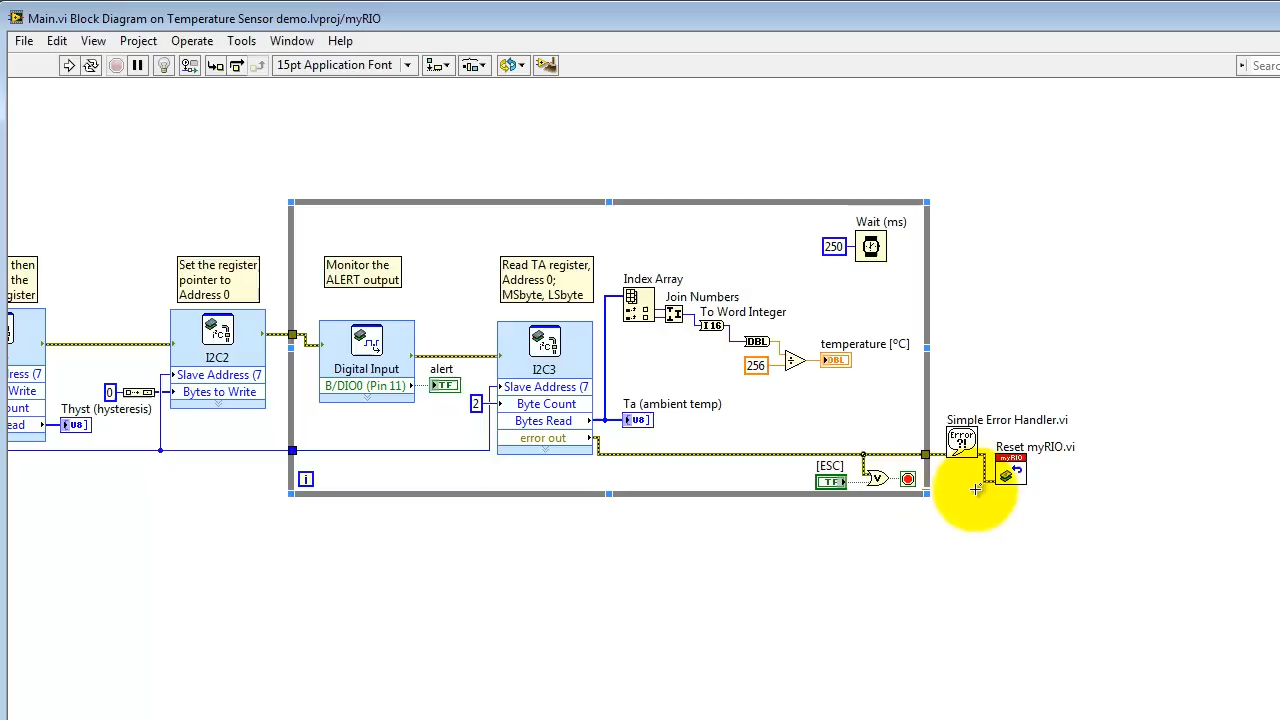 Main.vi Block Diagram on Temperature Sensor demo.lvproj/myRIO
File Edit View Project Operate Tools Window Help
15pt Application Font
Searc
Wait (ms)
250
then
the
gister
Set the register
pointer to
Address 0
Monitor the
ALERT output
Read TA register,
Address 0;
MSbyte, LSbyte
Index Array
Join Numbers
To Word Integer
I16
DBL
256
temperature [ºC]
DBL
I2C2
Slave Address (7
Bytes to Write
0
ress (7
Write
ount
ead
Thyst (hysteresis)
U8
Digital Input
B/DIO0 (Pin 11)
alert
TF
I2C3
Slave Address (7
Byte Count
Bytes Read
error out
2
Ta (ambient temp)
U8
[ESC]
TF
i
Simple Error Handler.vi
Error
?!
Reset myRIO.vi
myRIO